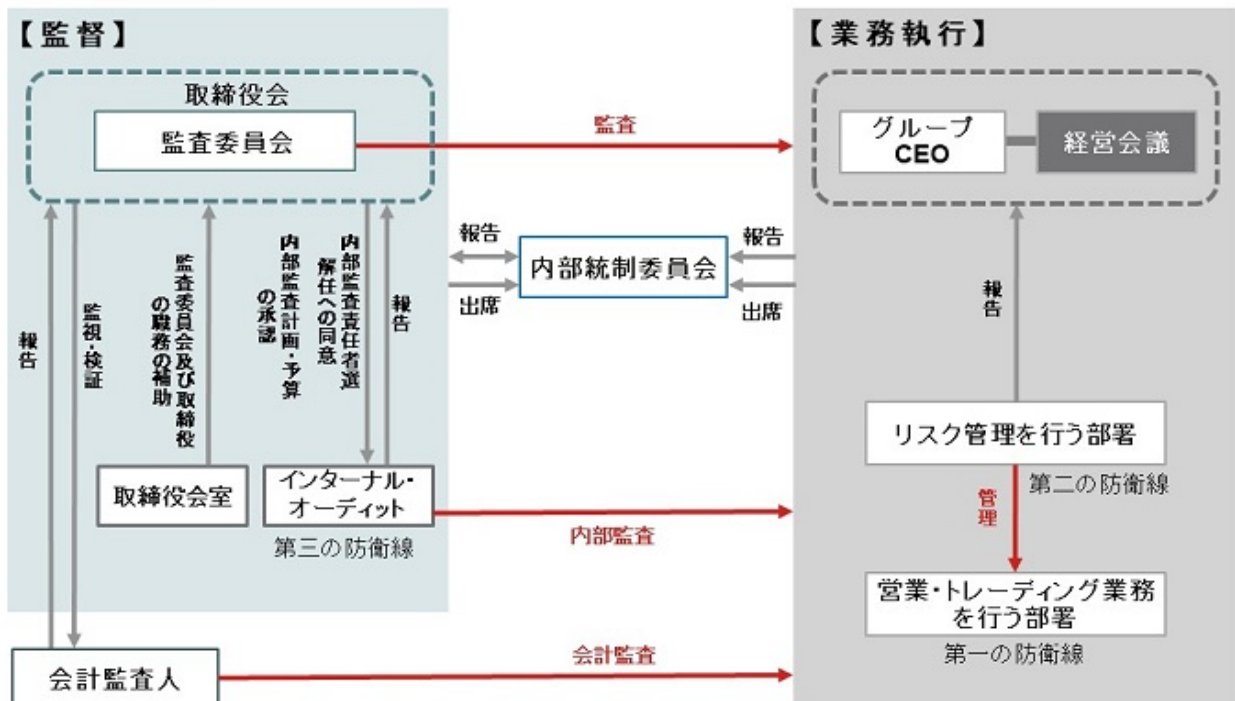 【監督】
取締役会
監査委員会
監査
【業務執行】
グループ
CEO
経営会議
報告
出席
内部統制委員会
報告
出席
報告
監視・検証
監査委員会及び取締役
の職務の補助
内部監査責任者選
解任への同意
内部監査計画・予算
の承認
報告
報告
取締役会室
インターナル・
オーディット
第三の防衛線
内部監査
リスク管理を行う部署
第二の防衛線
管理
営業・トレーディング業務
を行う部署
第一の防衛線
会計監査人
会計監査